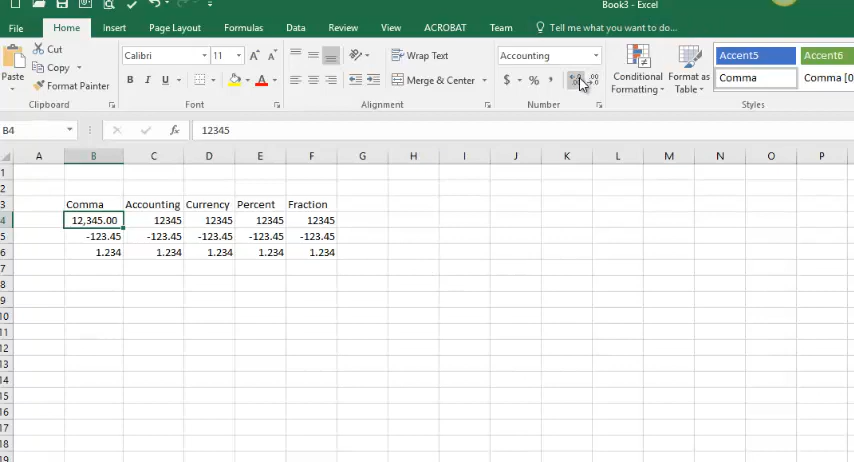 Book3 - Excel
File Home Insert Page Layout Formulas Data Review View ACROBAT Team Tell me what you want to do...
Cut
Copy
Format Painter
Paste
Clipboard
Calibri 11 A A
B I U A
Font
Wrap Text
Merge & Center
Alignment
Accounting
$ % ,
Number
Conditional Formatting
Format as Table
Accent5 Accent6
Comma Comma [0
Styles
B4 fx 12345
A B C D E F G H I J K L M N O P
1
2
3 Comma Accounting Currency Percent Fraction
4 12,345.00 12345 12345 12345 12345
5 -123.45 -123.45 -123.45 -123.45 -123.45
6 1.234 1.234 1.234 1.234 1.234
7
8
9
10
11
12
13
14
15
16
17
18
19